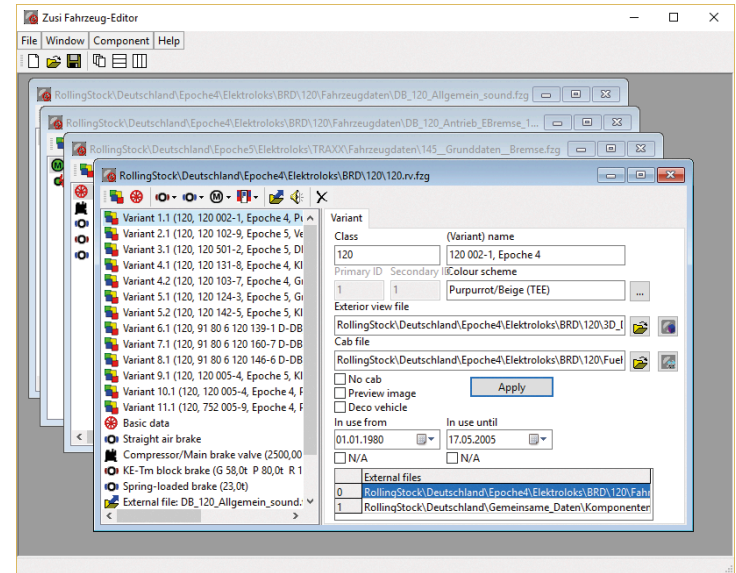 Zusi Fahrzeug-Editor
File Window Component Help
RollingStock\Deutschland\Epoche4\Elektroloks\BRD\120\Fahrzeugdaten\DB_120_Allgemein_sound.fzg
RollingStock\Deutschland\Epoche4\Elektroloks\BRD\120\Fahrzeugdaten\DB_120_Antrieb_EBremse_1...
RollingStock\Deutschland\Epoche5\Elektroloks\TRAXX\Fahrzeugdaten\145__Grunddaten__Bremse.fzg
RollingStock\Deutschland\Epoche4\Elektroloks\BRD\120\120.rv.fzg
Variant 1.1 (120, 120 002-1, Epoche 4, Pu
Variant 2.1 (120, 120 102-9, Epoche 5, Ve
Variant 3.1 (120, 120 501-2, Epoche 5, DI
Variant 4.1 (120, 120 131-8, Epoche 4, Kl
Variant 4.2 (120, 120 103-7, Epoche 4, Gr
Variant 5.1 (120, 120 124-3, Epoche 5, Gr
Variant 5.2 (120, 120 142-5, Epoche 5, Kl
Variant 6.1 (120, 91 80 6 120 139-1 D-DB
Variant 7.1 (120, 91 80 6 120 160-7 D-DB
Variant 8.1 (120, 91 80 6 120 146-6 D-DB
Variant 9.1 (120, 120 005-4, Epoche 5, Kl
Variant 10.1 (120, 120 005-4, Epoche 4, F
Variant 11.1 (120, 752 005-9, Epoche 4, F
Basic data
Straight air brake
Compressor/Main brake valve (2500,00
KE-Tm block brake (G 58,0t P 80,0t R 1
Spring-loaded brake (23,0t)
External file: DB_120_Allgemein_sound.
Variant
Class (Variant) name
120 120 002-1, Epoche 4
Primary ID Secondary ID Colour scheme
1 1 Purpurrot/Beige (TEE) ...
Exterior view file
RollingStock\Deutschland\Epoche4\Elektroloks\BRD\120\3D_
Cab file
RollingStock\Deutschland\Epoche4\Elektroloks\BRD\120\Fuel
No cab
Preview image
Apply
Deco vehicle
In use from In use until
01.01.1980 17.05.2005
N/A N/A
External files
0 RollingStock\Deutschland\Epoche4\Elektroloks\BRD\120\Fahr
1 RollingStock\Deutschland\Gemeinsame_Daten\Komponenten